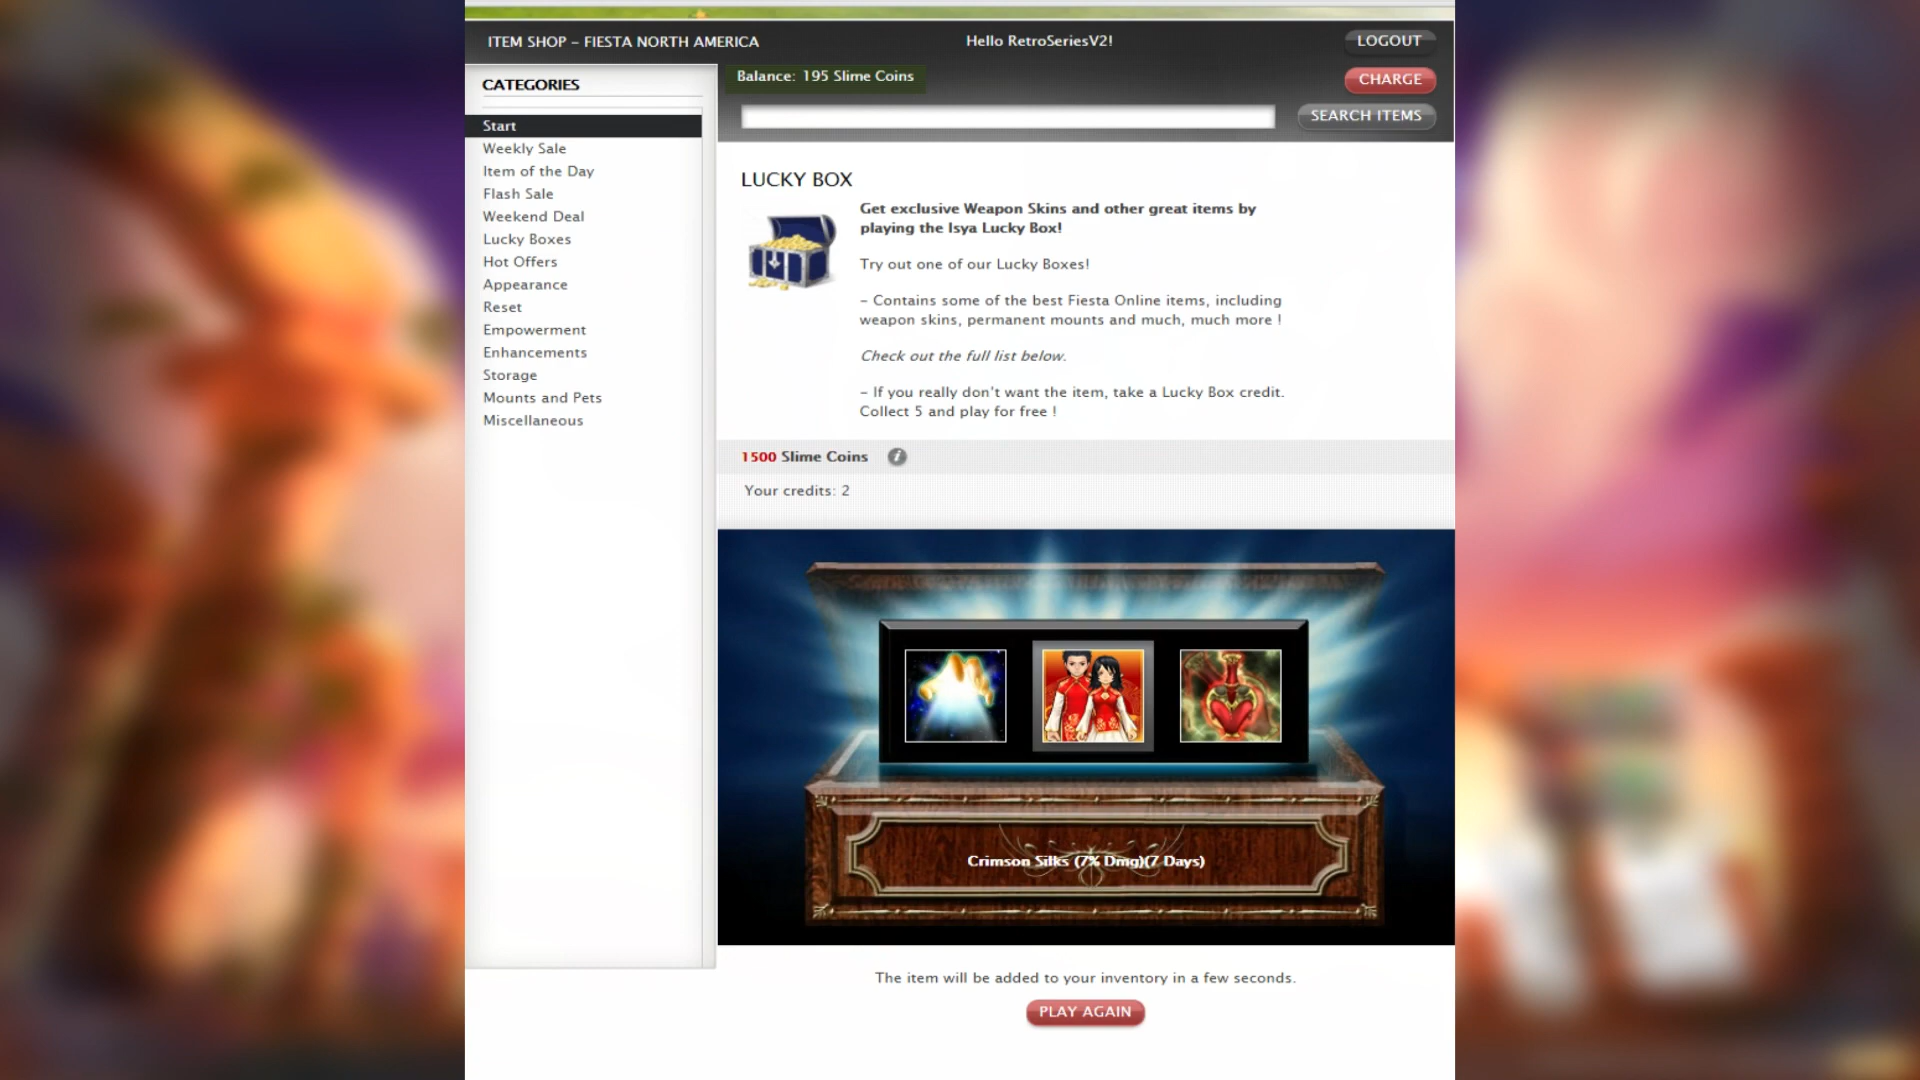 ITEM SHOP – FIESTA NORTH AMERICA
Hello RetroSeriesV2!
LOGOUT
CATEGORIES
Balance: 195 Slime Coins
CHARGE
SEARCH ITEMS
Start
Weekly Sale
Item of the Day
Flash Sale
Weekend Deal
Lucky Boxes
Hot Offers
Appearance
Reset
Empowerment
Enhancements
Storage
Mounts and Pets
Miscellaneous
LUCKY BOX
Get exclusive Weapon Skins and other great items by
playing the Isya Lucky Box!
Try out one of our Lucky Boxes!
– Contains some of the best Fiesta Online items, including
weapon skins, permanent mounts and much, much more !
Check out the full list below.
– If you really don't want the item, take a Lucky Box credit.
Collect 5 and play for free !
1500 Slime Coins
i
Your credits: 2
Crimson Silks (7% Dmg)(7 Days)
The item will be added to your inventory in a few seconds.
PLAY AGAIN